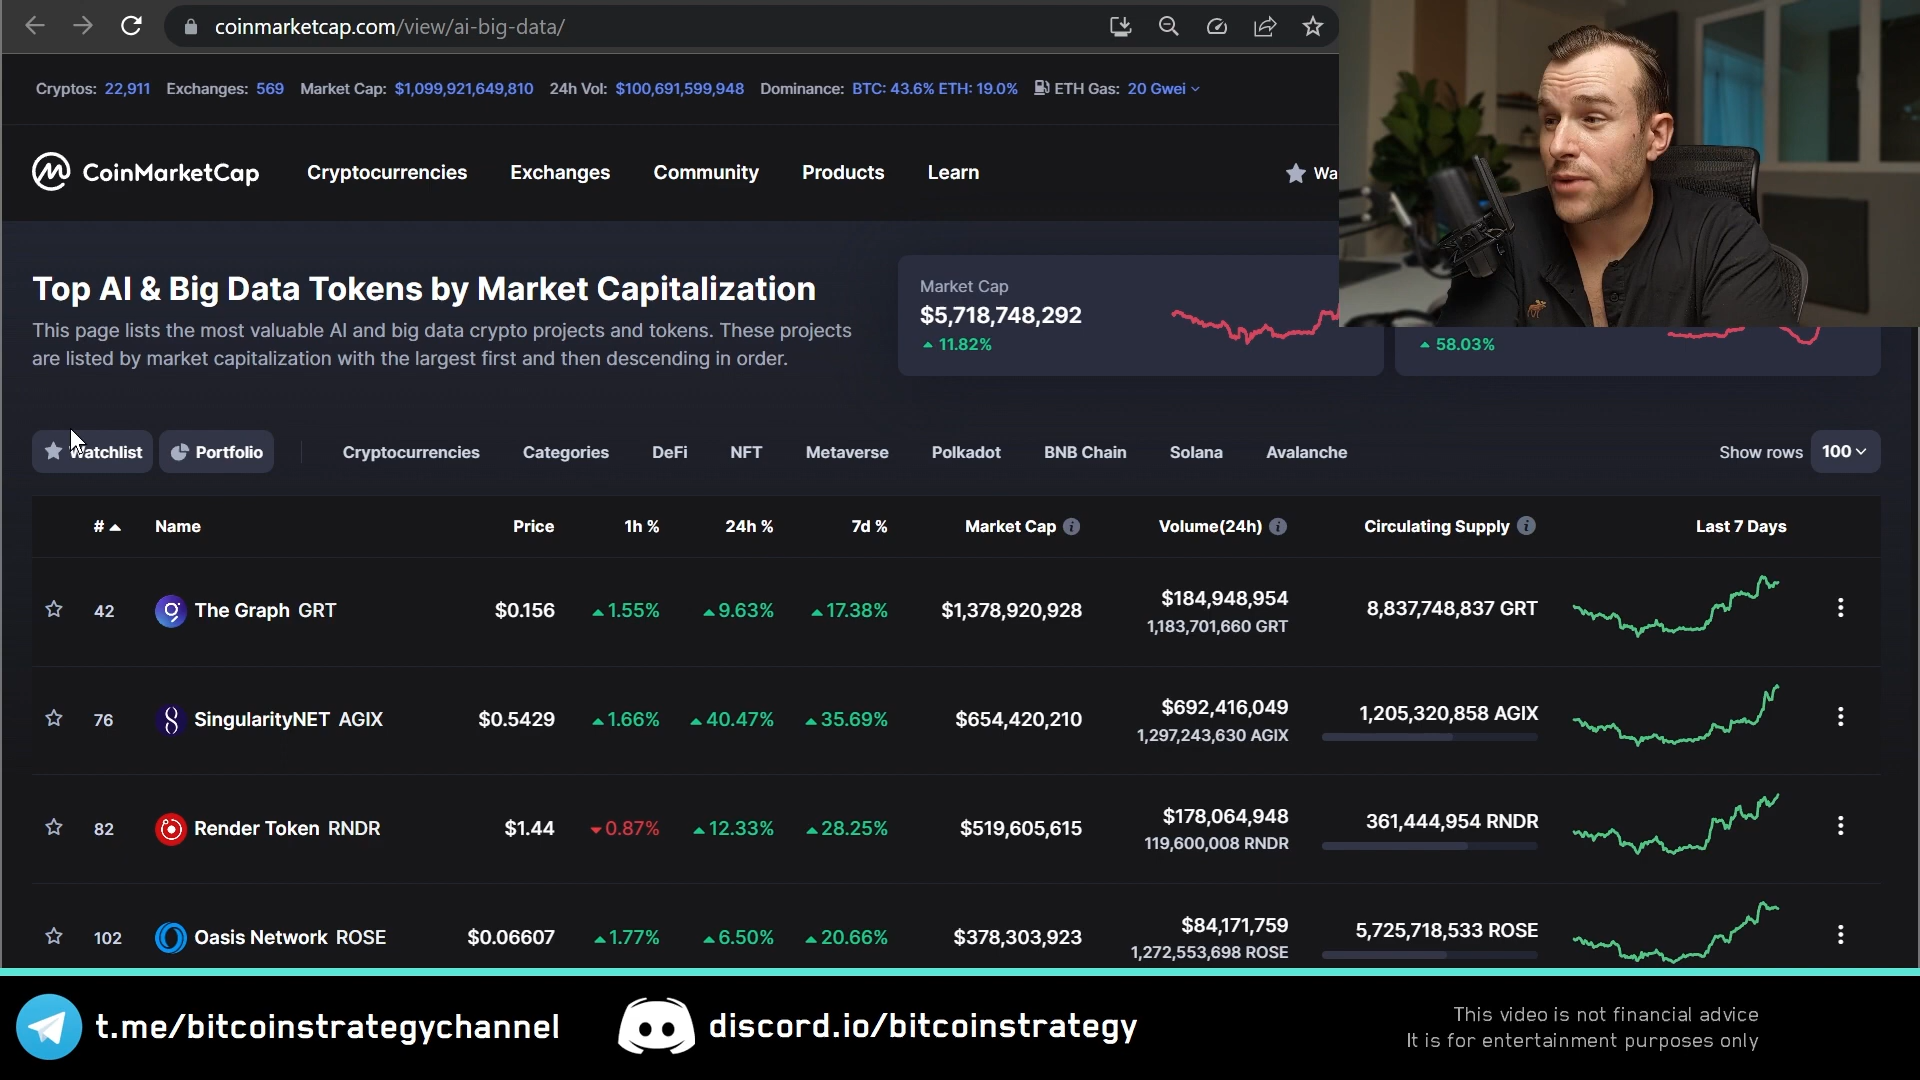 coinmarketcap.com/view/ai-big-data/
Cryptos: 22,911 Exchanges: 569 Market Cap: $1,099,921,649,810 24h Vol: $100,691,599,948 Dominance: BTC: 43.6% ETH: 19.0% ETH Gas: 20 Gwei
CoinMarketCap Cryptocurrencies Exchanges Community Products Learn Wa
Top AI & Big Data Tokens by Market Capitalization
This page lists the most valuable AI and big data crypto projects and tokens. These projects
are listed by market capitalization with the largest first and then descending in order.
Market Cap
$5,718,748,292
11.82%
58.03%
Watchlist Portfolio Cryptocurrencies Categories DeFi NFT Metaverse Polkadot BNB Chain Solana Avalanche Show rows 100
# Name Price 1h % 24h % 7d % Market Cap Volume(24h) Circulating Supply Last 7 Days
42 The Graph GRT $0.156 1.55% 9.63% 17.38% $1,378,920,928 $184,948,954 8,837,748,837 GRT
1,183,701,660 GRT
76 SingularityNET AGIX $0.5429 1.66% 40.47% 35.69% $654,420,210 $692,416,049 1,205,320,858 AGIX
1,297,243,630 AGIX
82 Render Token RNDR $1.44 0.87% 12.33% 28.25% $519,605,615 $178,064,948 361,444,954 RNDR
119,600,008 RNDR
102 Oasis Network ROSE $0.06607 1.77% 6.50% 20.66% $378,303,923 $84,171,759 5,725,718,533 ROSE
1,272,553,698 ROSE
t.me/bitcoinstrategychannel discord.io/bitcoinstrategy
This video is not financial advice
It is for entertainment purposes only